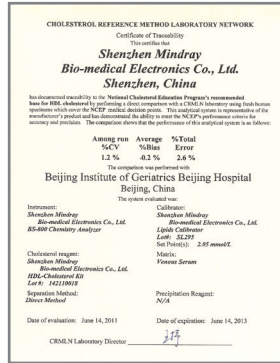 CHOLESTEROL REFERENCE METHOD LABORATORY NETWORK
Certificate of Traceability
This certifies that
Shenzhen Mindray
Bio-medical Electronics Co., Ltd.
Shenzhen, China
has documented traceability to the National Cholesterol Education Program's recommended
base for HDL cholesterol by performing a direct comparison with a CRMLN laboratory using fresh human
specimens which cover the NCEP medical decision points. This analytical system is representative of the
manufacturer's product and has demonstrated the ability to meet the NCEP's performance criteria for
accuracy and precision. The comparison shows that the performance of this analytical system is as follows:
Among run Average %Total
%CV %Bias Error
1.2 % -0.2 % 2.6 %
The comparison was performed with
Beijing Institute of Geriatrics Beijing Hospital
Beijing, China
The system evaluated was:
Instrument:
Shenzhen Mindray
Bio-medical Electronics Co., Ltd.
BS-800 Chemistry Analyzer
Calibrator:
Shenzhen Mindray
Bio-medical Electronics Co., Ltd.
Lipids Calibrator
Lot#: SL295
Set Point(s): 2.05 mmol/L
Cholesterol reagent:
Shenzhen Mindray
Bio-medical Electronics Co., Ltd.
HDL-Cholesterol Kit
Lot #: 142110018
Matrix:
Venous Serum
Separation Method:
Direct Method
Precipitation Reagent:
N/A
Date of evaluation: June 14, 2011
Date of expiration: June 14, 2013
CRMLN Laboratory Director